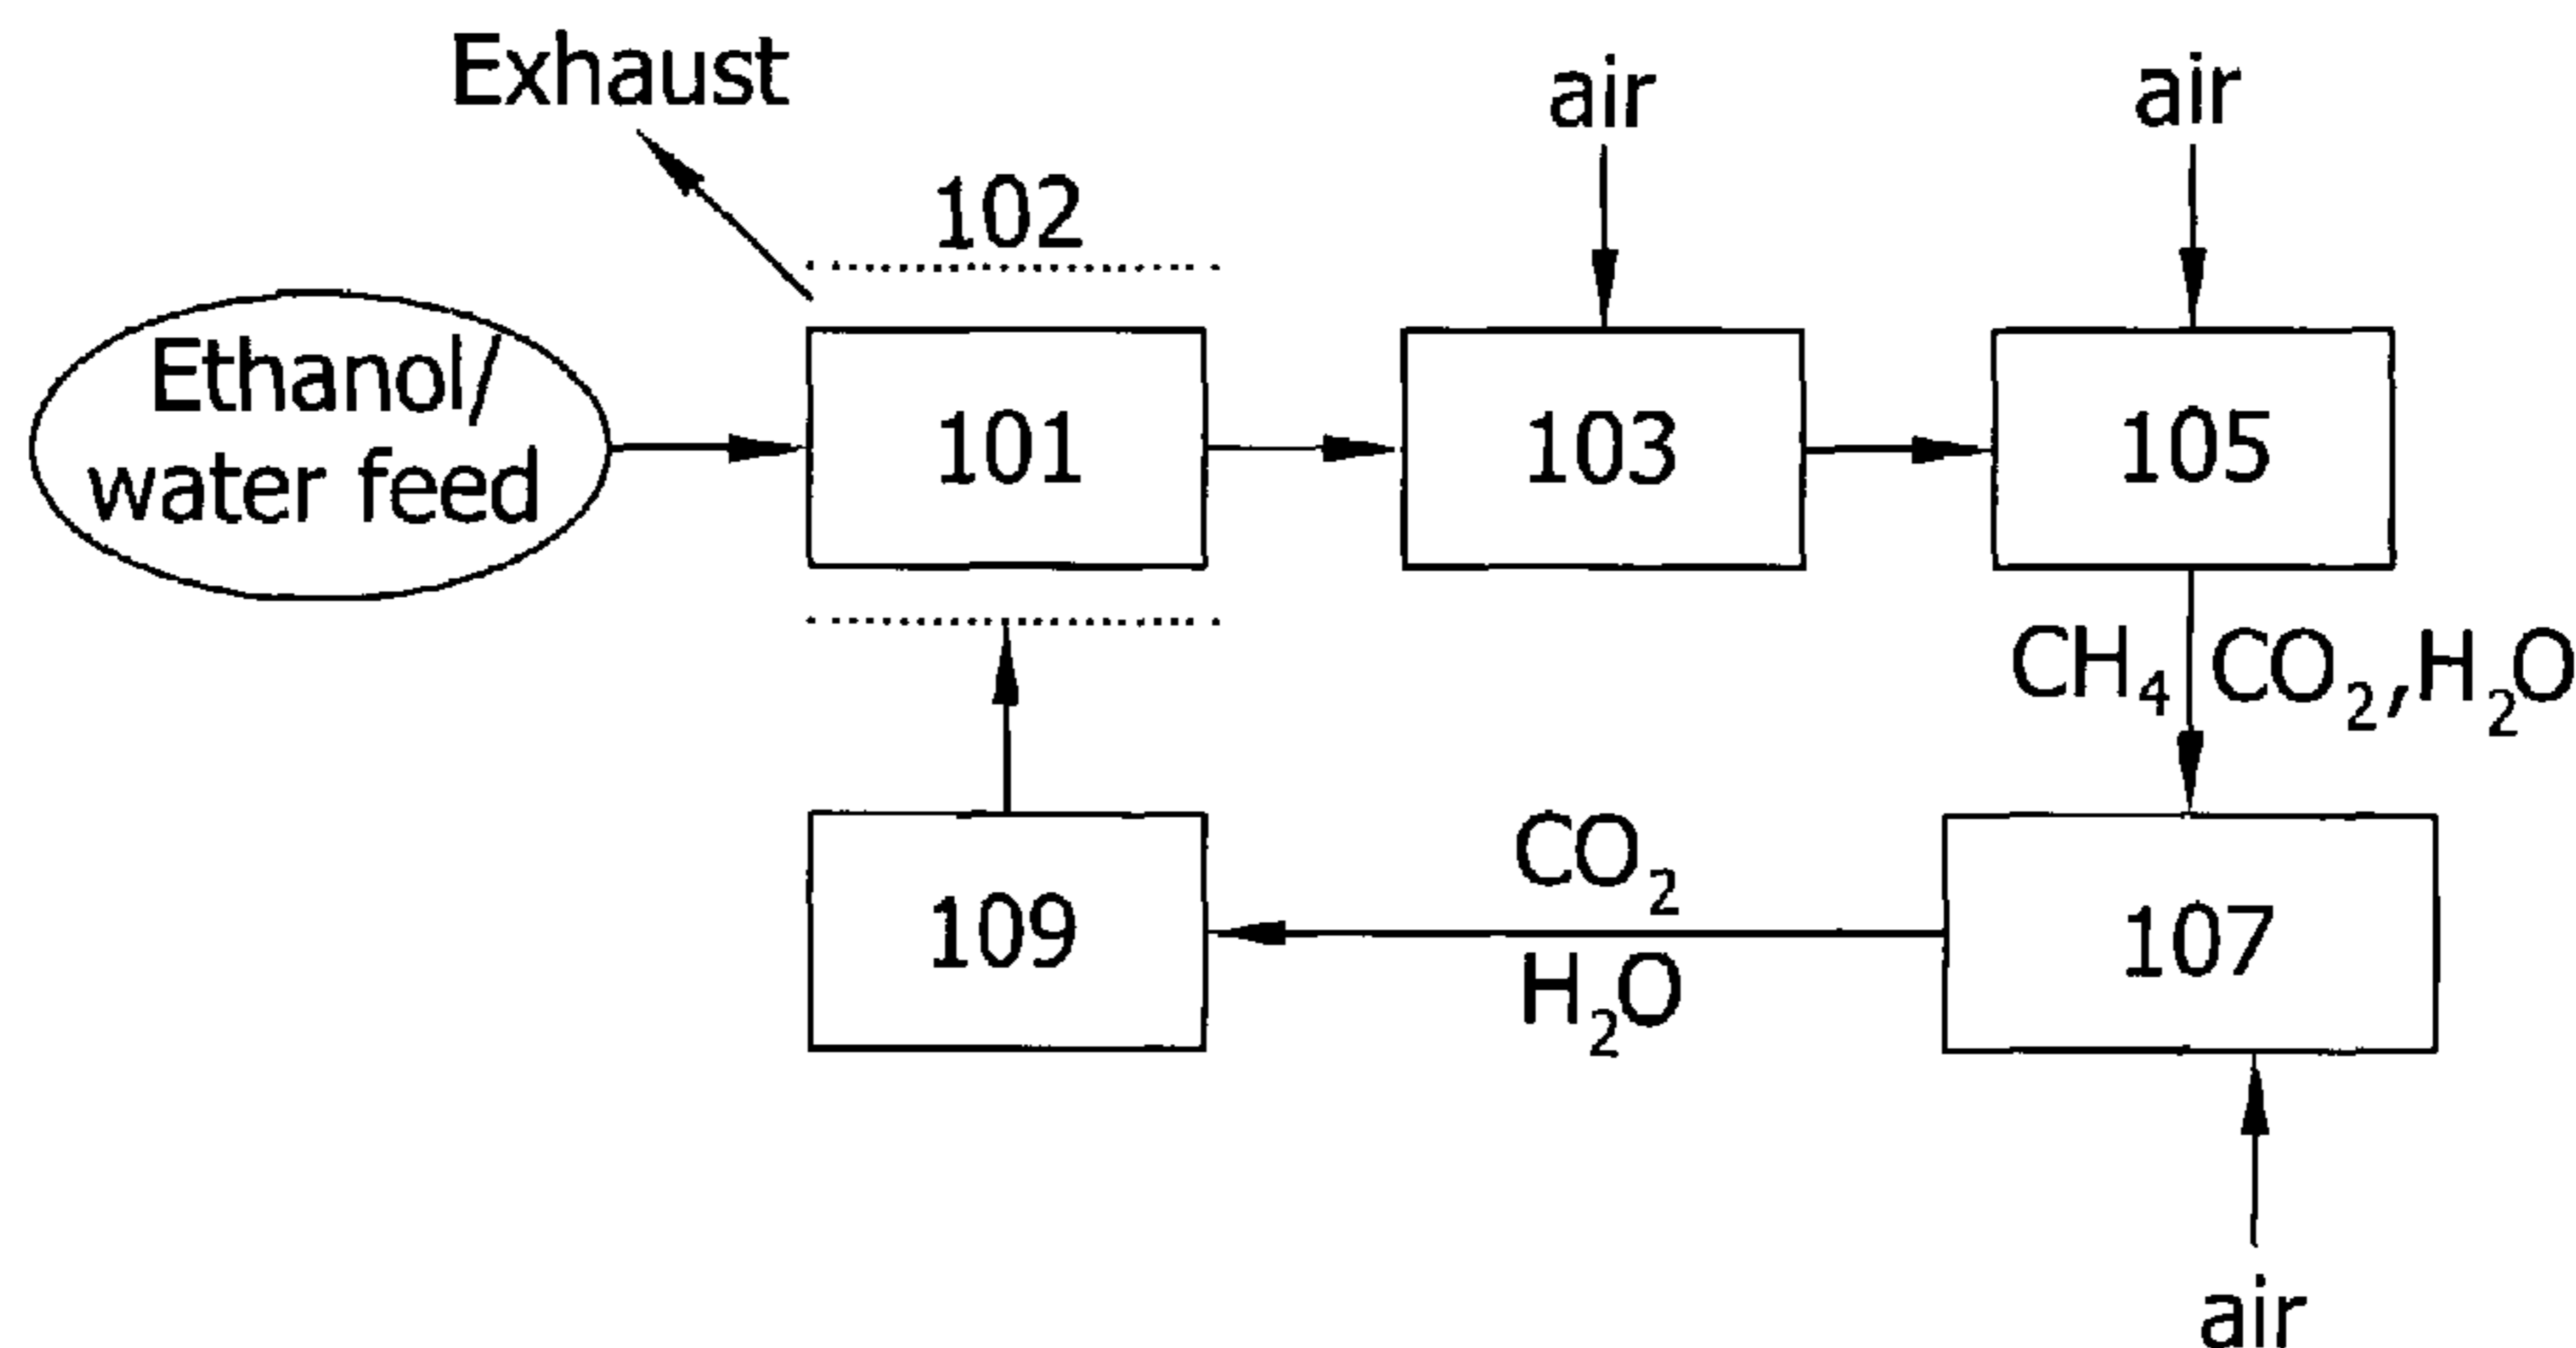 Exhaust
air
air
102
Ethanol/
water feed
101
103
105
CH₄
CO₂,H₂O
109
CO₂
H₂O
107
air